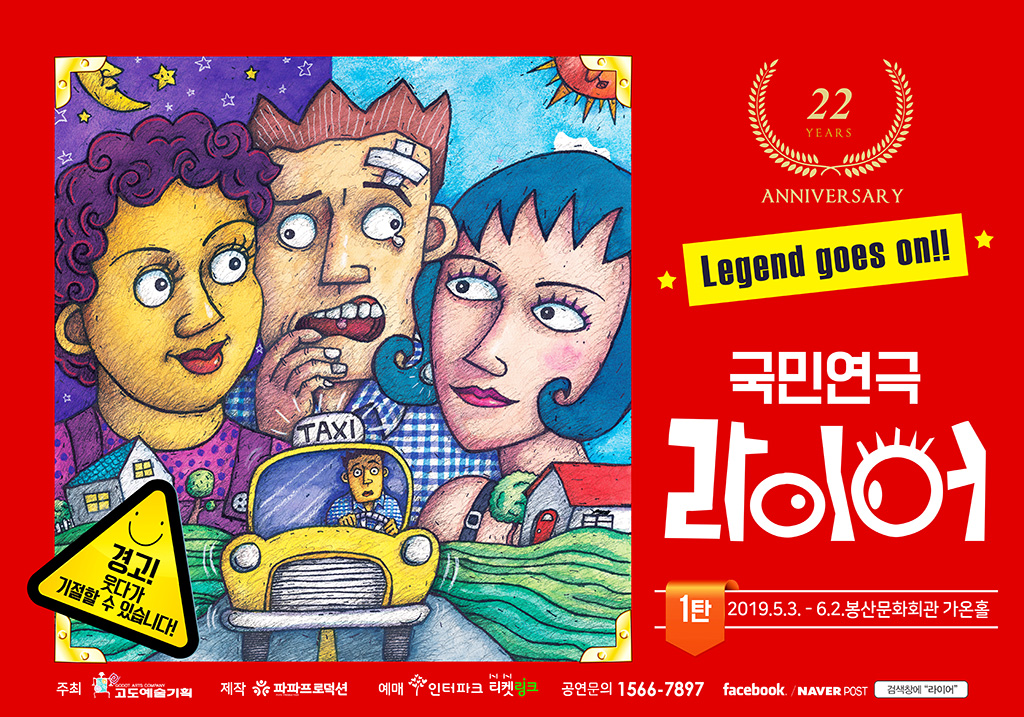 22
YEARS
ANNIVERSARY
Legend goes on!!
국민연극
라이어
TAXI
경고!
웃다가
기절할 수 있습니다!
1탄
2019.5.3. - 6.2.봉산문화회관 가온홀
주최 GODOT ARTS COMPANY 고도예술기획 제작 파파프로덕션 예매 인터파크 티켓링크 공연문의 1566-7897 facebook. / NAVER POST 검색창에 "라이어"